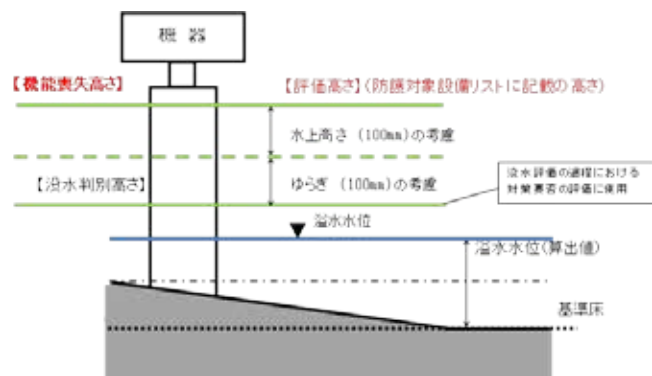 機 器
【機能喪失高さ】
【評価高さ】(防護対象設備リストに記載の高さ)
水上高さ (100mm)の考慮
【没水判別高さ】
ゆらぎ (100mm)の考慮
没水評価の過程における
対策要否の評価に使用
溢水水位
溢水水位(算出値)
基準床